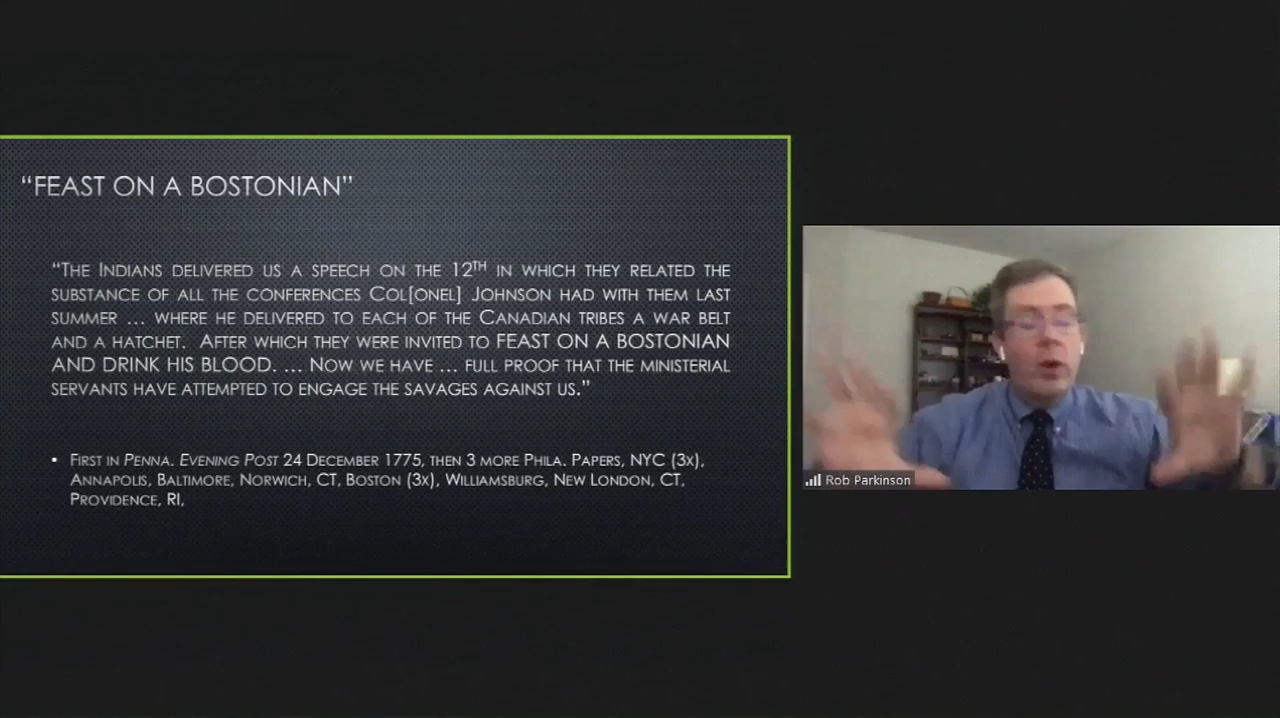 “FEAST ON A BOSTONIAN”
“THE INDIANS DELIVERED US A SPEECH ON THE 12TH IN WHICH THEY RELATED THE
SUBSTANCE OF ALL THE CONFERENCES COL[ONEL] JOHNSON HAD WITH THEM LAST
SUMMER … WHERE HE DELIVERED TO EACH OF THE CANADIAN TRIBES A WAR BELT
AND A HATCHET. AFTER WHICH THEY WERE INVITED TO FEAST ON A BOSTONIAN
AND DRINK HIS BLOOD. … NOW WE HAVE … FULL PROOF THAT THE MINISTERIAL
SERVANTS HAVE ATTEMPTED TO ENGAGE THE SAVAGES AGAINST US.”
• FIRST IN PENNA. EVENING POST 24 DECEMBER 1775, THEN 3 MORE PHILA. PAPERS, NYC (3X),
ANNAPOLIS, BALTIMORE, NORWICH, CT, BOSTON (3X), WILLIAMSBURG, NEW LONDON, CT,
PROVIDENCE, RI,
Rob Parkinson